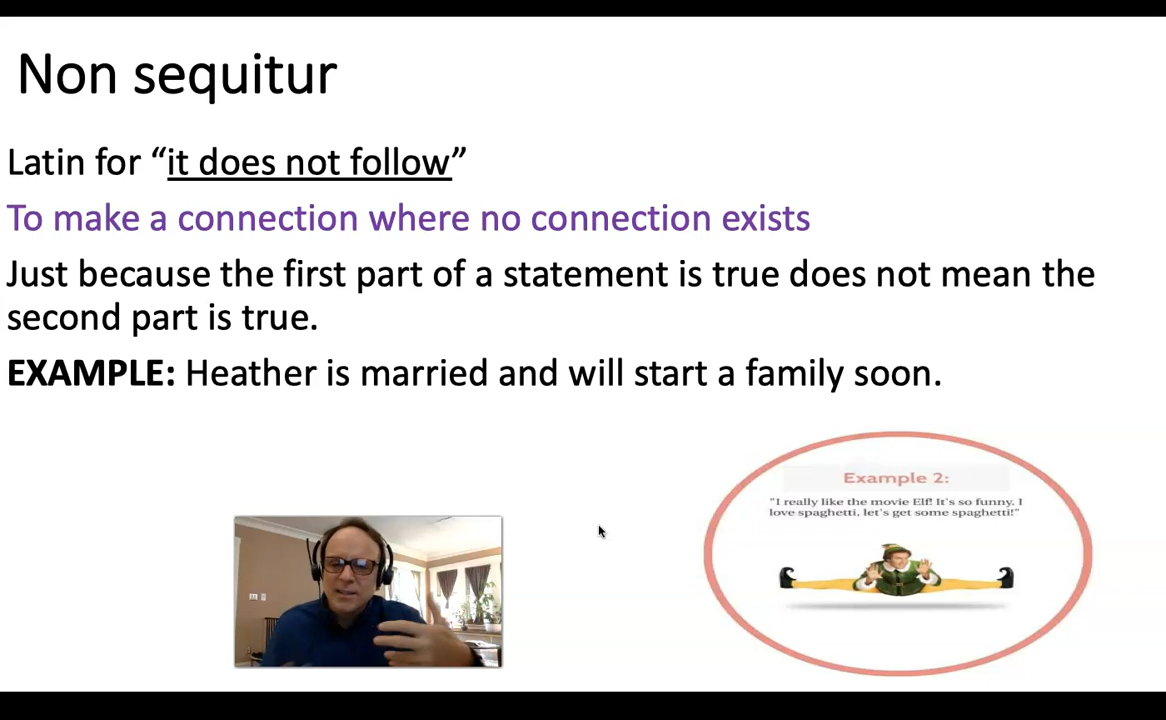 Non sequitur
Latin for “it does not follow”
To make a connection where no connection exists
Just because the first part of a statement is true does not mean the
second part is true.
EXAMPLE: Heather is married and will start a family soon.
Example 2:
"I really like the movie Elf! It's so funny. I
love spaghetti, let's get some spaghetti!"